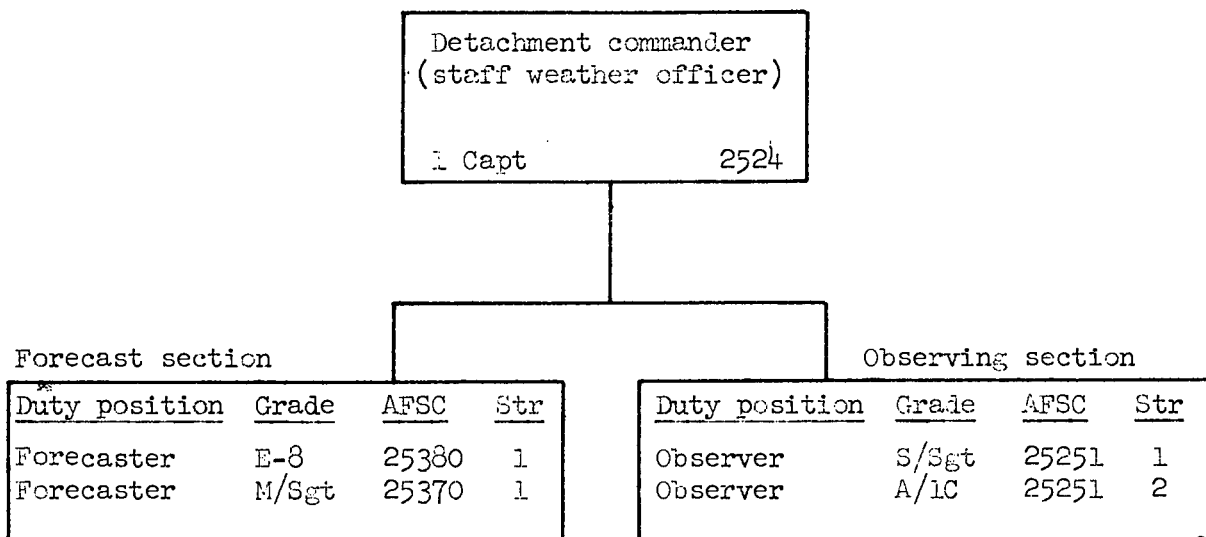 Detachment commander
(staff weather officer)
1 Capt 2524
Forecast section
Duty position Grade AFSC Str
Forecaster E-8 25380 1
Forecaster M/Sgt 25370 1
Observing section
Duty position Grade AFSC Str
Observer S/Sgt 25251 1
Observer A/1C 25251 2